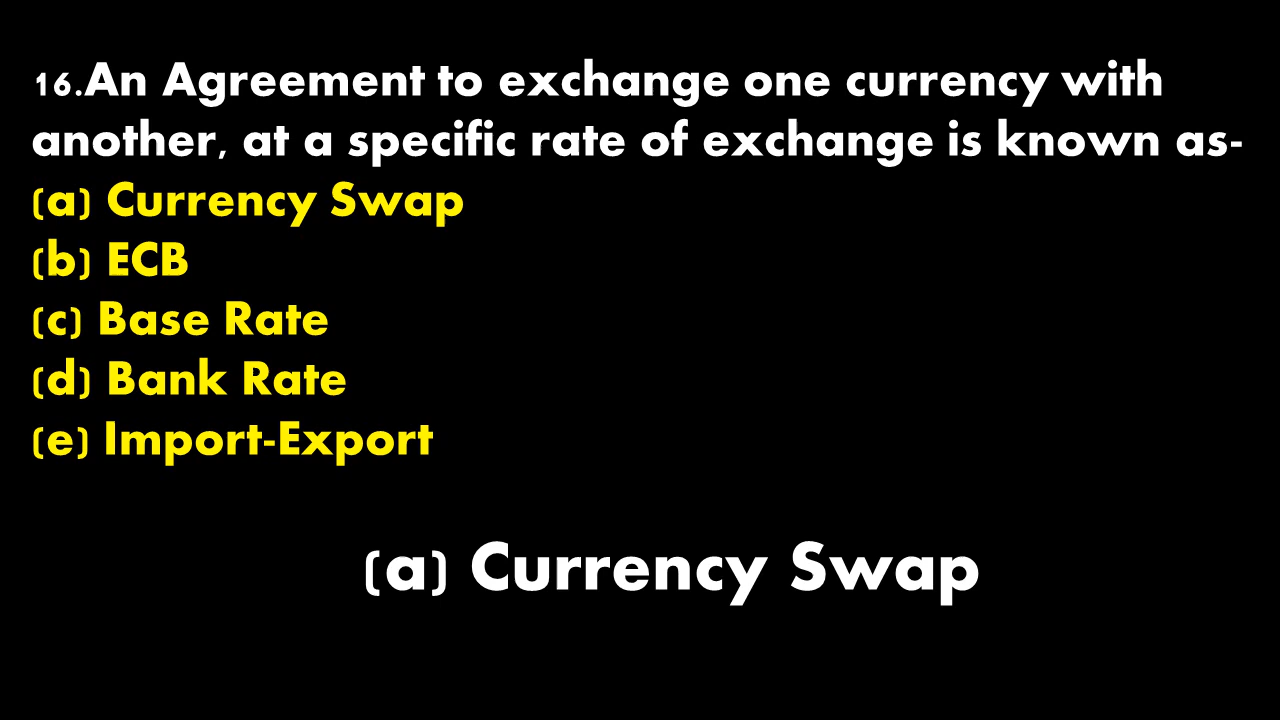 16.An Agreement to exchange one currency with
another, at a specific rate of exchange is known as-
(a) Currency Swap
(b) ECB
(c) Base Rate
(d) Bank Rate
(e) Import-Export
(a) Currency Swap